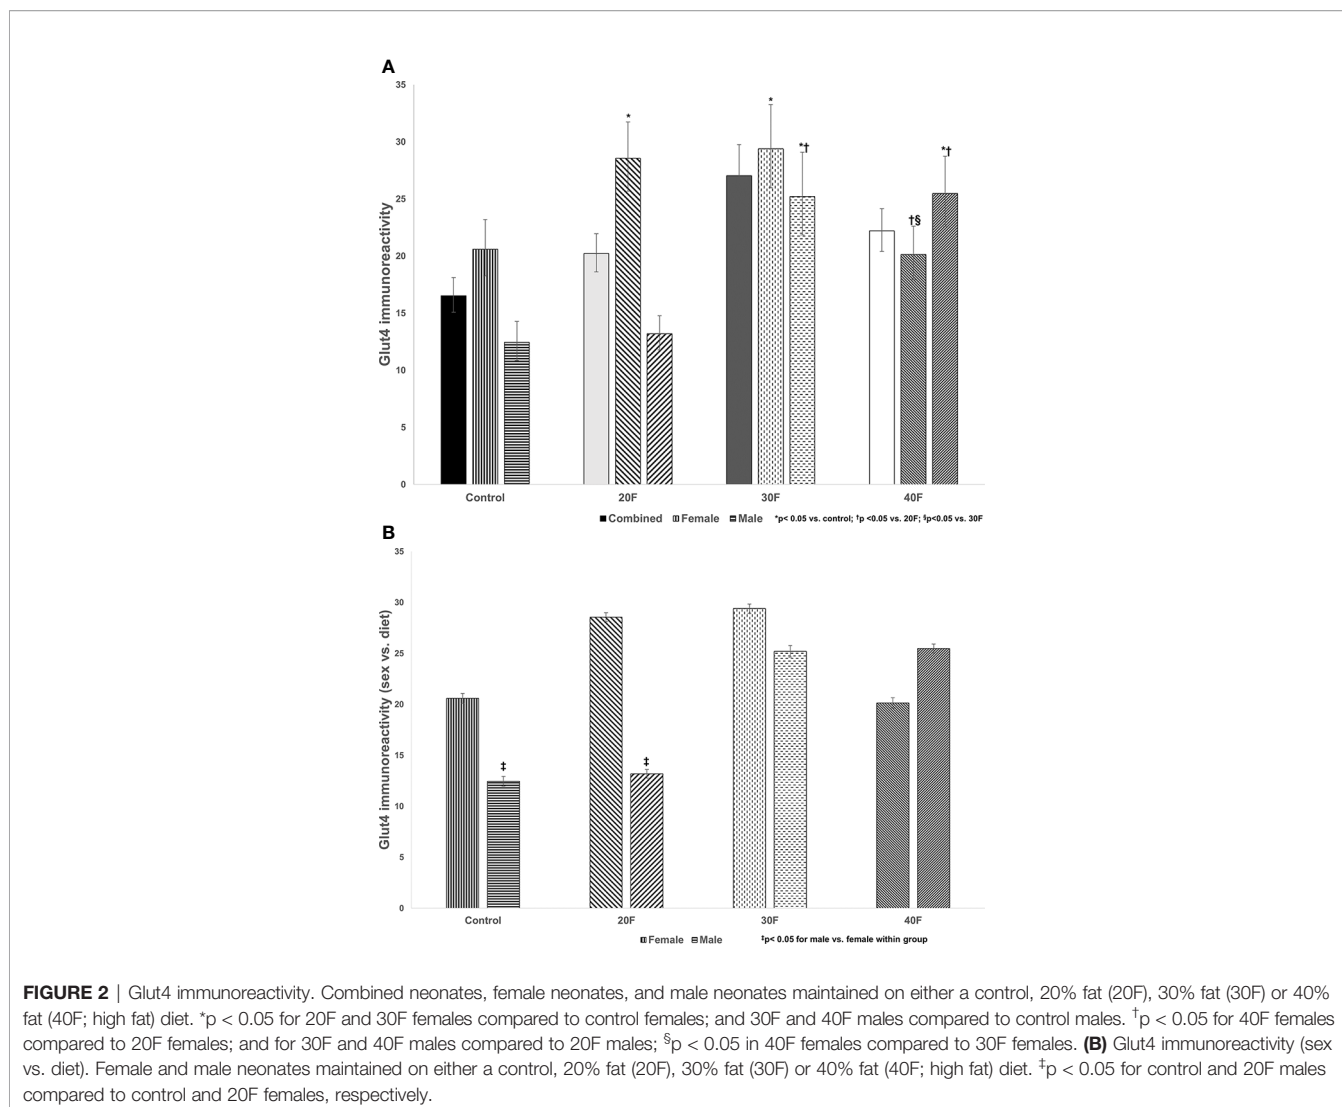 A
35
30
25
20
15
10
5
0
Glut4 immunoreactivity
*
*
*†
†§
*†
Control 20F 30F 40F
Combined Female Male *p< 0.05 vs. control; †p <0.05 vs. 20F; §p<0.05 vs. 30F
B
35
30
25
20
15
10
5
0
Glut4 immunoreactivity (sex vs. diet)
‡
‡
Control 20F 30F 40F
Female Male ‡p< 0.05 for male vs. female within group
FIGURE 2 | Glut4 immunoreactivity. Combined neonates, female neonates, and male neonates maintained on either a control, 20% fat (20F), 30% fat (30F) or 40%
fat (40F; high fat) diet. *p < 0.05 for 20F and 30F females compared to control females; and 30F and 40F males compared to control males. †p < 0.05 for 40F females
compared to 20F females; and for 30F and 40F males compared to 20F males; §p < 0.05 in 40F females compared to 30F females. (B) Glut4 immunoreactivity (sex
vs. diet). Female and male neonates maintained on either a control, 20% fat (20F), 30% fat (30F) or 40% fat (40F; high fat) diet. ‡p < 0.05 for control and 20F males
compared to control and 20F females, respectively.